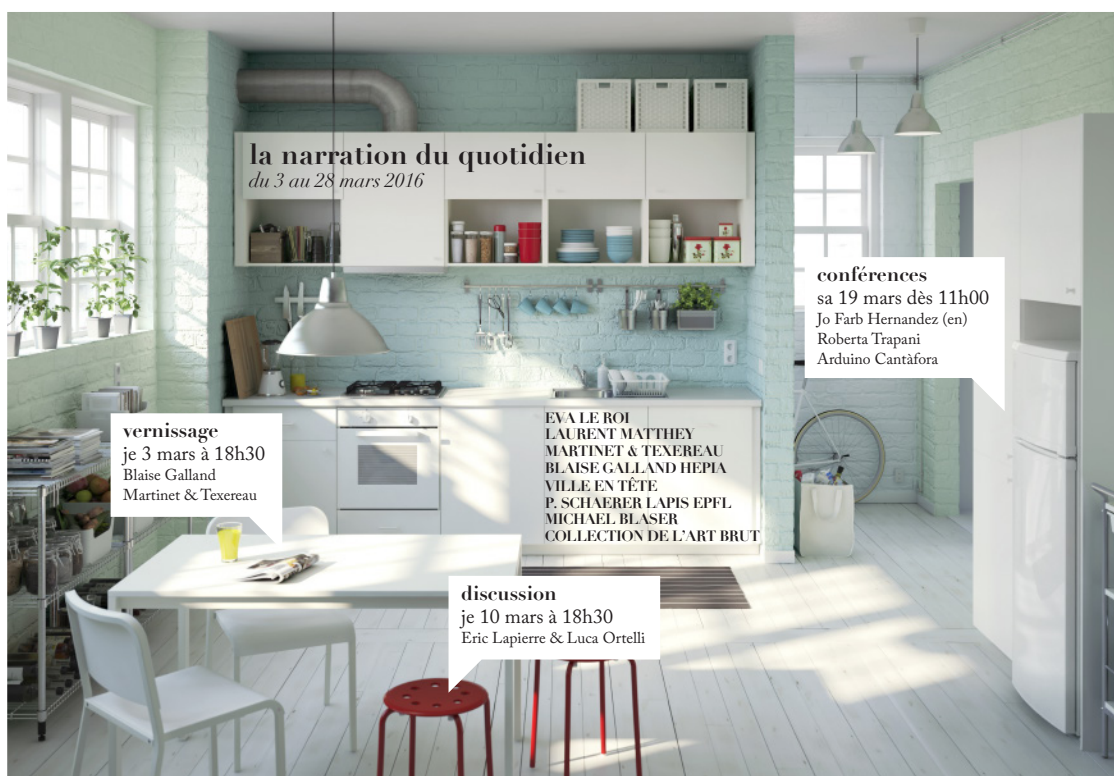 la narration du quotidien
du 3 au 28 mars 2016
conférences
sa 19 mars dès 11h00
Jo Farb Hernandez (en)
Roberta Trapani
Arduino Cantàfora
vernissage
je 3 mars à 18h30
Blaise Galland
Martinet & Texereau
EVA LE ROI
LAURENT MATTHEY
MARTINET & TEXEREAU
BLAISE GALLAND HEPIA
VILLE EN TÊTE
P. SCHAERER LAPIS EPFL
MICHAEL BLASER
COLLECTION DE L'ART BRUT
discussion
je 10 mars à 18h30
Eric Lapierre & Luca Ortelli